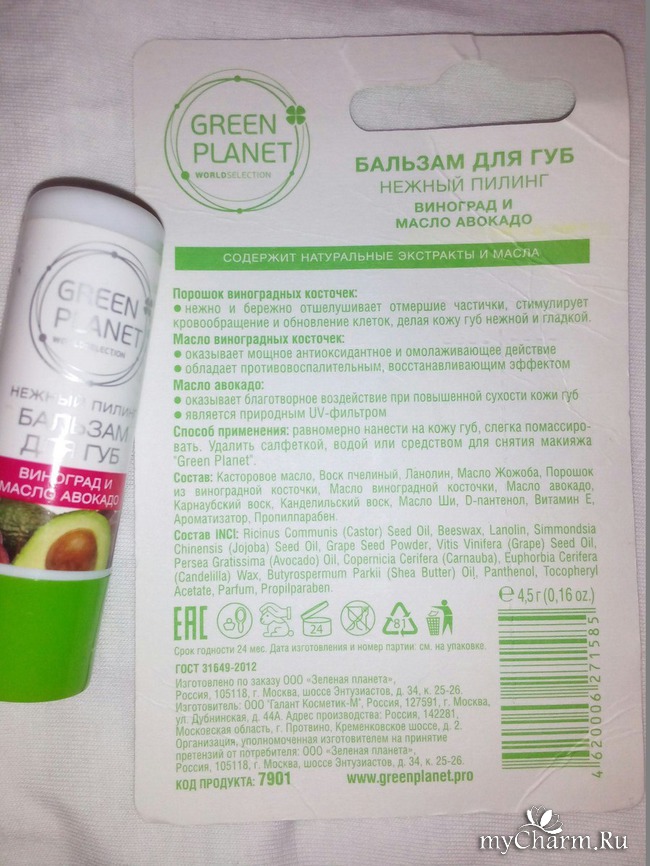 GREEN
PLANET
WORLDSELECTION
БАЛЬЗАМ ДЛЯ ГУБ
НЕЖНЫЙ ПИЛИНГ
ВИНОГРАД И
МАСЛО АВОКАДО
СОДЕРЖИТ НАТУРАЛЬНЫЕ ЭКСТРАКТЫ И МАСЛА
Порошок виноградных косточек:
● нежно и бережно отшелушивает отмершие частички, стимулирует
кровообращение и обновление клеток, делая кожу губ нежной и гладкой.
Масло виноградных косточек:
● оказывает мощное антиоксидантное и омолаживающее действие
● обладает противовоспалительным, восстанавливающим эффектом
Масло авокадо:
● оказывает благотворное воздействие при повышенной сухости кожи губ
● является природным UV-фильтром
Способ применения: равномерно нанести на кожу губ, слегка помассиро-
вать. Удалить салфеткой, водой или средством для снятия макияжа
"Green Planet".
Состав: Касторовое масло, Воск пчелиный, Ланолин, Масло Жожоба, Порошок
из виноградной косточки, Масло виноградной косточки, Масло авокадо,
Карнаубский воск, Канделильский воск, Масло Ши, D-пантенол, Витамин Е,
Ароматизатор, Пропилпарабен.
Состав INCI: Ricinus Communis (Castor) Seed Oil, Beeswax, Lanolin, Simmondsia
Chinensis (Jojoba) Seed Oil, Grape Seed Powder, Vitis Vinifera (Grape) Seed Oil,
Persea Gratissima (Avocado) Oil, Copernicia Cerifera (Carnauba), Euphorbia Cerifera
(Candelilla) Wax, Butyrospermum Parkii (Shea Butter) Oil, Panthenol, Tocopheryl
Acetate, Parfum, Propilparaben.
EAC 24 81 ℮ 4,5 г (0,16 oz.)
Срок годности 24 мес. Дата изготовления и номер партии: см. на упаковке.
ГОСТ 31649-2012
Изготовлено по заказу ООО «Зеленая планета»,
Россия, 105118, г. Москва, шоссе Энтузиастов, д. 34, к. 25-26.
Изготовитель: ООО "Галант Косметик-М", Россия, 127591, г. Москва,
ул. Дубнинская, д. 44А. Адрес производства: Россия, 142281,
Московская область, г. Протвино, Кременковское шоссе, д. 2.
Организация, уполномоченная изготовителем на принятие
претензий от потребителя: ООО «Зеленая планета»,
Россия, 105118, г. Москва, шоссе Энтузиастов, д. 34, к. 25-26.
КОД ПРОДУКТА: 7901 www.greenplanet.pro
4620006271585
GREEN
PLANET
WORLDSELECTION
НЕЖНЫЙ ПИЛИНГ
БАЛЬЗАМ
ДЛЯ ГУБ
ВИНОГРАД И
МАСЛО АВОКАДО
myCharm.Ru